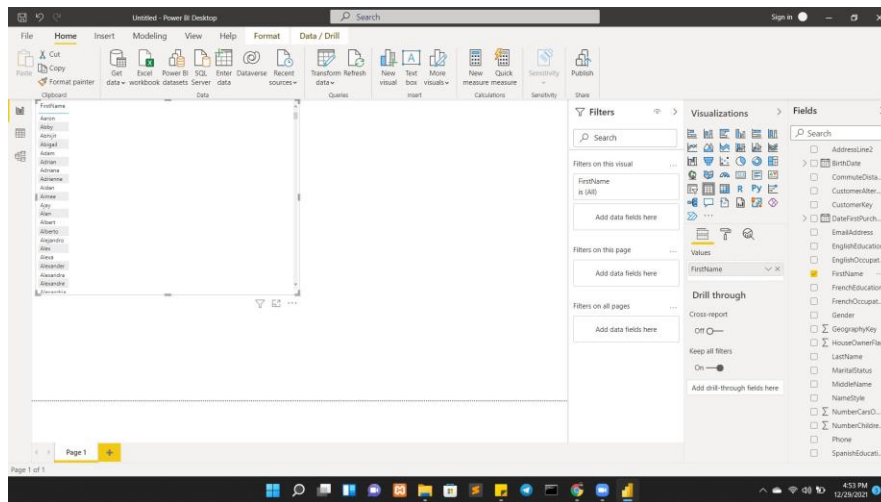 Untitled - Power BI Desktop
Search
Sign in
File Home Insert Modeling View Help Format Data / Drill
Paste
Cut
Copy
Format painter
Get data
Excel workbook
Power BI datasets
SQL Server
Enter data
Dataverse
Recent sources
Transform data
Refresh
New visual
Text box
More visuals
New measure
Quick measure
Sensitivity
Publish
Clipboard
Data
Queries
Insert
Calculations
Sensitivity
Share
FirstName
Aaron
Abby
Abhijit
Abigail
Adam
Adrian
Adriana
Adrienne
Aidan
Aimee
Ajay
Alan
Albert
Alberto
Alejandro
Alex
Alexa
Alexander
Alexandra
Alexandre
Alexandria
Filters
Search
Filters on this visual
FirstName
is (All)
Add data fields here
Filters on this page
Add data fields here
Filters on all pages
Add data fields here
Visualizations
R Py
Values
FirstName
Drill through
Cross-report
Off
Keep all filters
On
Add drill-through fields here
Fields
Search
AddressLine2
BirthDate
CommuteDista...
CustomerAlter...
CustomerKey
DateFirstPurch...
EmailAddress
EnglishEducatio
EnglishOccupat.
FirstName
FrenchEducation
FrenchOccupat...
Gender
GeographyKey
HouseOwnerFla
LastName
MaritalStatus
MiddleName
NameStyle
NumberCarsO...
NumberChildre.
Phone
SpanishEducati.
Page 1
Page 1 of 1
4:53 PM
12/29/2021